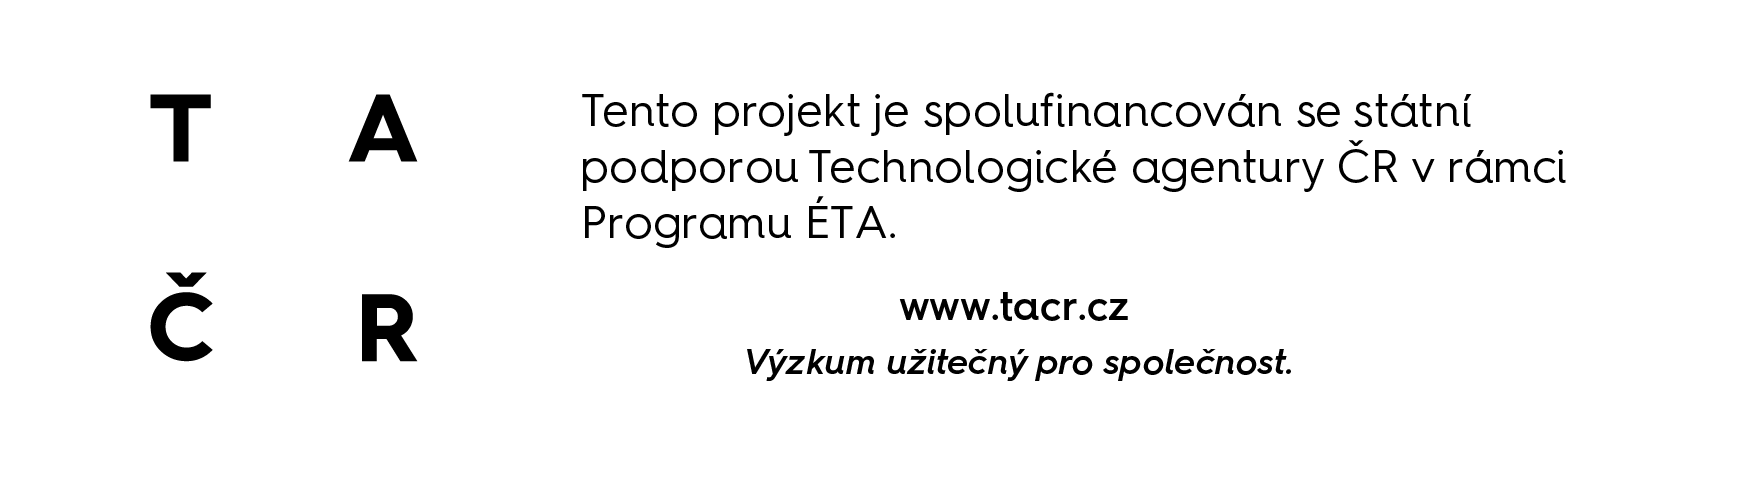 T A
Č R
Tento projekt je spolufinancován se státní
podporou Technologické agentury ČR v rámci
Programu ÉTA.
www.tacr.cz
Výzkum užitečný pro společnost.